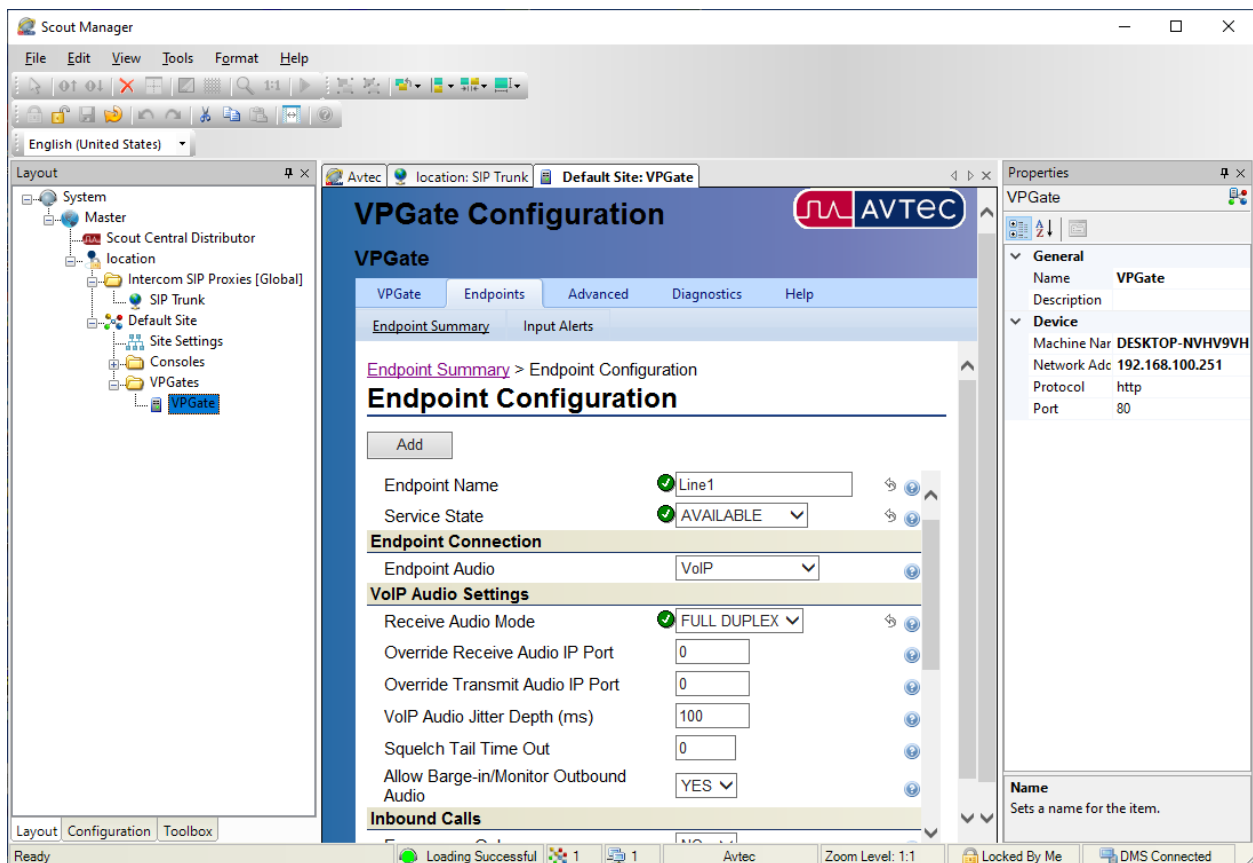 Scout Manager
File Edit View Tools Format Help
1:1
English (United States)
Layout
System
Master
Scout Central Distributor
location
Intercom SIP Proxies [Global]
SIP Trunk
Default Site
Site Settings
Consoles
VPGates
VPGate
Layout Configuration Toolbox
Avtec location: SIP Trunk Default Site: VPGate
VPGate Configuration
AVTEC
VPGate
VPGate Endpoints Advanced Diagnostics Help
Endpoint Summary Input Alerts
Endpoint Summary > Endpoint Configuration
Endpoint Configuration
Add
Endpoint Name Line1
Service State AVAILABLE
Endpoint Connection
Endpoint Audio VoIP
VoIP Audio Settings
Receive Audio Mode FULL DUPLEX
Override Receive Audio IP Port 0
Override Transmit Audio IP Port 0
VoIP Audio Jitter Depth (ms) 100
Squelch Tail Time Out 0
Allow Barge-in/Monitor Outbound
Audio YES
Inbound Calls
Properties
VPGate
General
Name VPGate
Description
Device
Machine Nar DESKTOP-NVHV9VH
Network Adc 192.168.100.251
Protocol http
Port 80
Name
Sets a name for the item.
Ready Loading Successful 1 1 Avtec Zoom Level: 1:1 Locked By Me DMS Connected